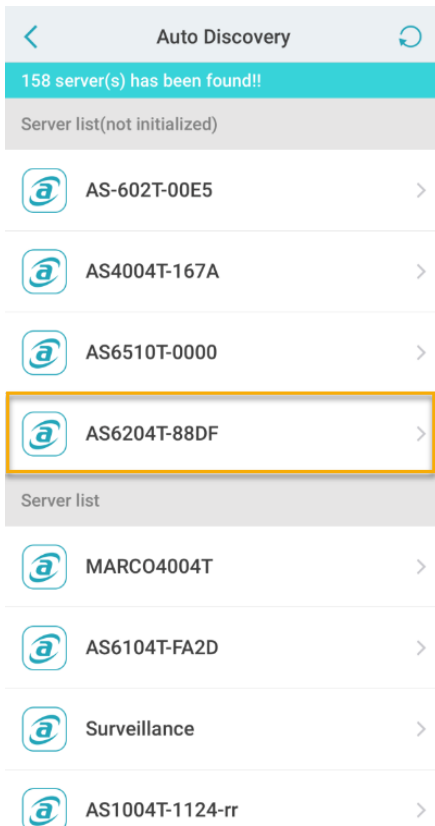 Auto Discovery
158 server(s) has been found!!
Server list(not initialized)
AS-602T-00E5
AS4004T-167A
AS6510T-0000
AS6204T-88DF
Server list
MARCO4004T
AS6104T-FA2D
Surveillance
AS1004T-1124-rr